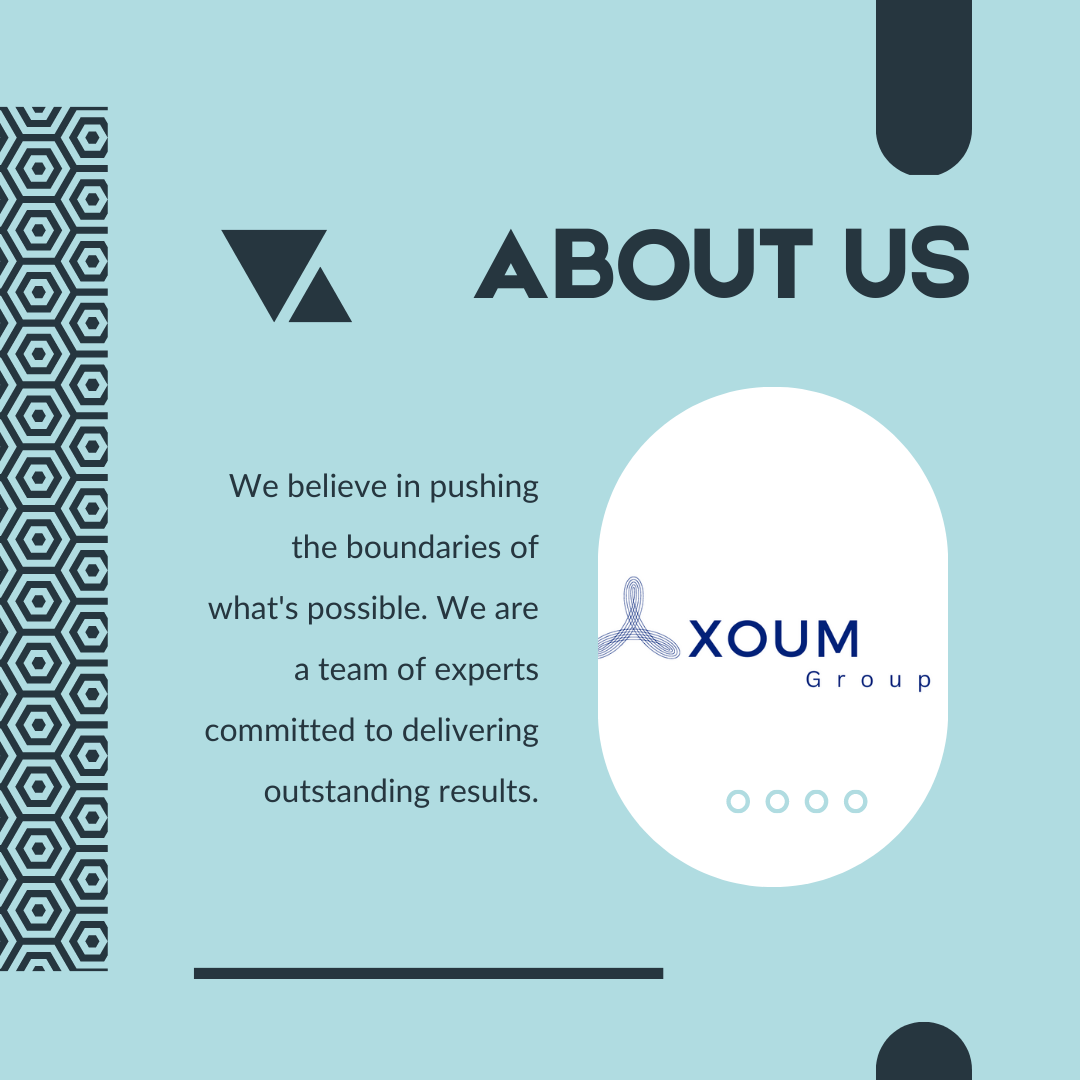 ABOUT US
We believe in pushing
the boundaries of
what's possible. We are
a team of experts
committed to delivering
outstanding results.
XOUM
Group